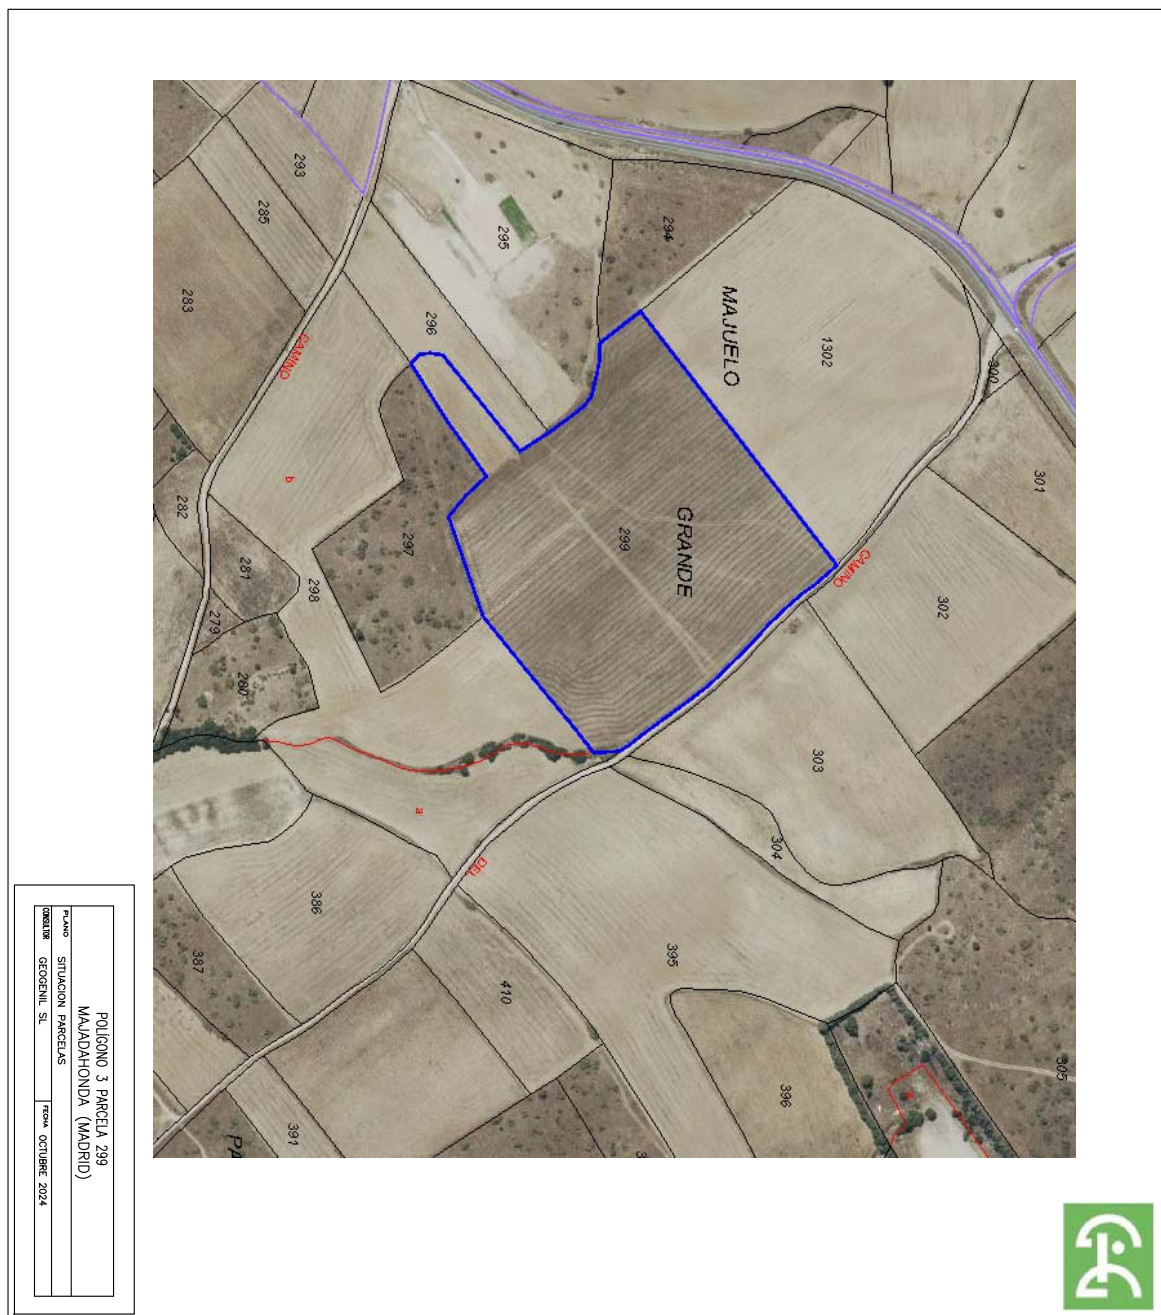 293
285
283
295
294
296
MAJUELO
1302
300
301
CAMINO
b
282
281
279
280
298
297
299
GRANDE
CAMINO
302
303
304
a
DEL
386
387
410
395
396
305
391
PA
POLÍGONO 3 PARCELA 299
MAJADAHONDA (MADRID)
PLANO SITUACION PARCELAS
CONSULTOR GEOGENIL SL
FECHA OCTUBRE 2024